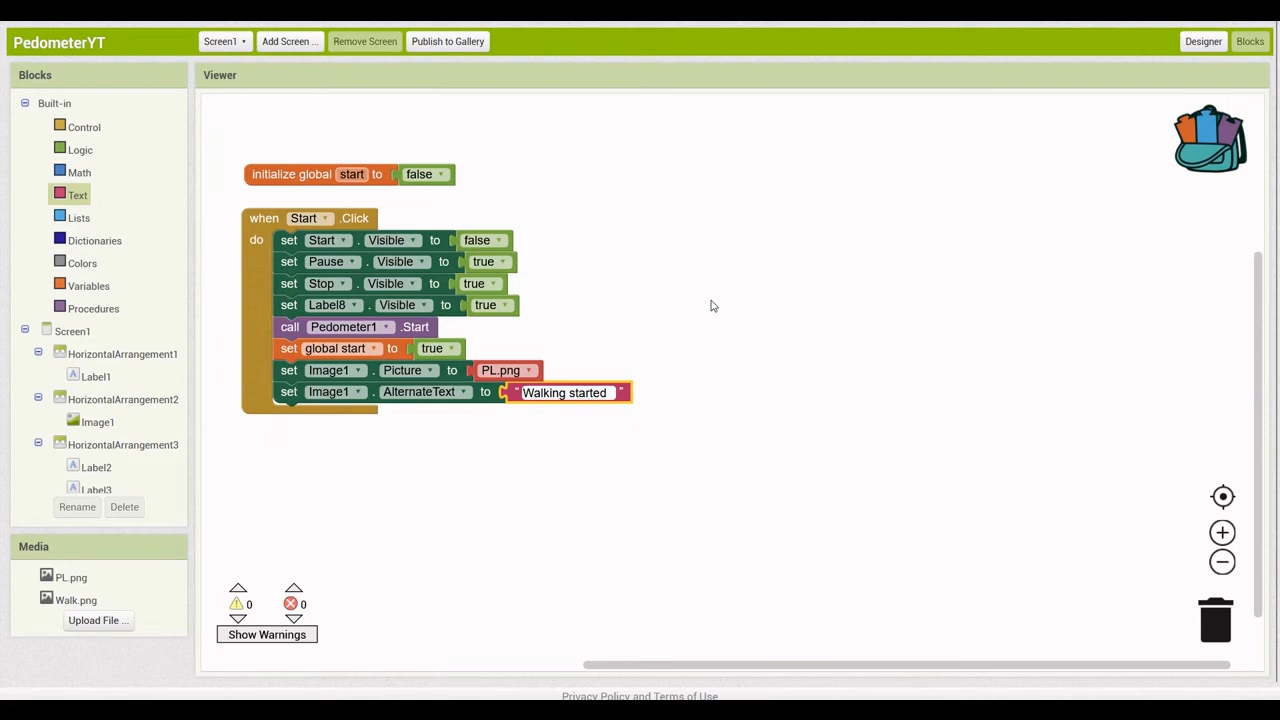 PedometerYT
Screen1
Add Screen ...
Remove Screen
Publish to Gallery
Designer
Blocks
Blocks
Viewer
Built-in
Control
Logic
Math
Text
Lists
Dictionaries
Colors
Variables
Procedures
Screen1
HorizontalArrangement1
Label1
HorizontalArrangement2
Image1
HorizontalArrangement3
Label2
Label3
Rename
Delete
Media
PL.png
Walk.png
Upload File ...
initialize global start to false
when Start .Click
do set Start . Visible to false
set Pause . Visible to true
set Stop . Visible to true
set Label8 . Visible to true
call Pedometer1 .Start
set global start to true
set Image1 . Picture to PL.png
set Image1 . AlternateText to " Walking started "
0
0
Show Warnings
Privacy Policy and Terms of Use